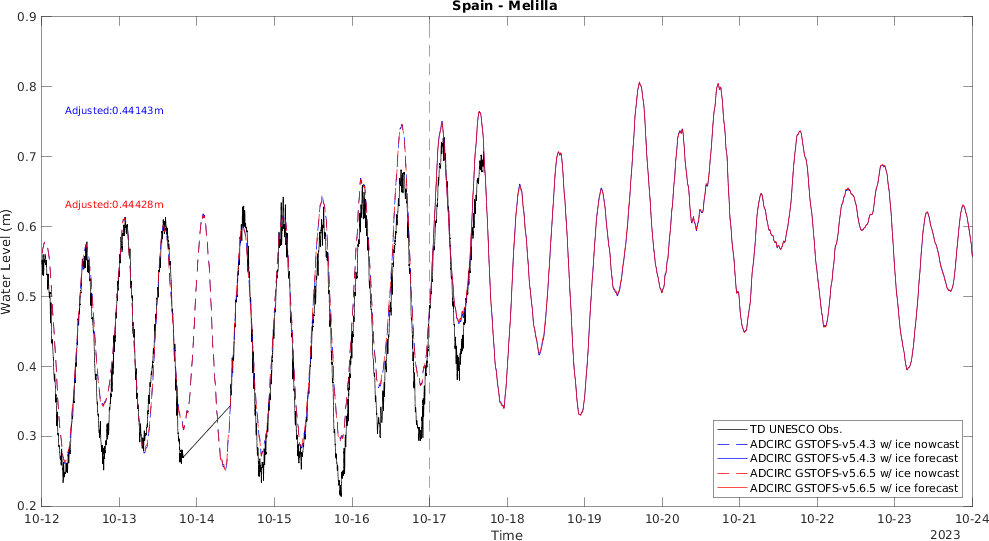 Spain - Melilla
0.9
0.8
0.7
0.6
0.5
0.4
0.3
0.2
Water Level (m)
Adjusted:0.44143m
Adjusted:0.44428m
TD UNESCO Obs.
ADCIRC GSTOFS-v5.4.3 w/ ice nowcast
ADCIRC GSTOFS-v5.4.3 w/ ice forecast
ADCIRC GSTOFS-v5.6.5 w/ ice nowcast
ADCIRC GSTOFS-v5.6.5 w/ ice forecast
10-12 10-13 10-14 10-15 10-16 10-17 10-18 10-19 10-20 10-21 10-22 10-23 10-24
Time
2023